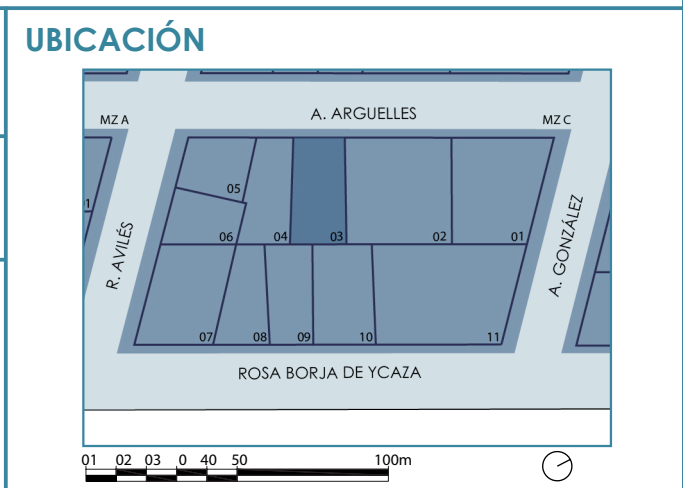 UBICACIÓN
A. ARGUELLES
MZ A
MZ C
R. AVILÉS
A. GONZÁLEZ
05
1
06
04
03
02
01
07
08
09
10
11
ROSA BORJA DE YCAZA
01 02 03 0 40 50 100m